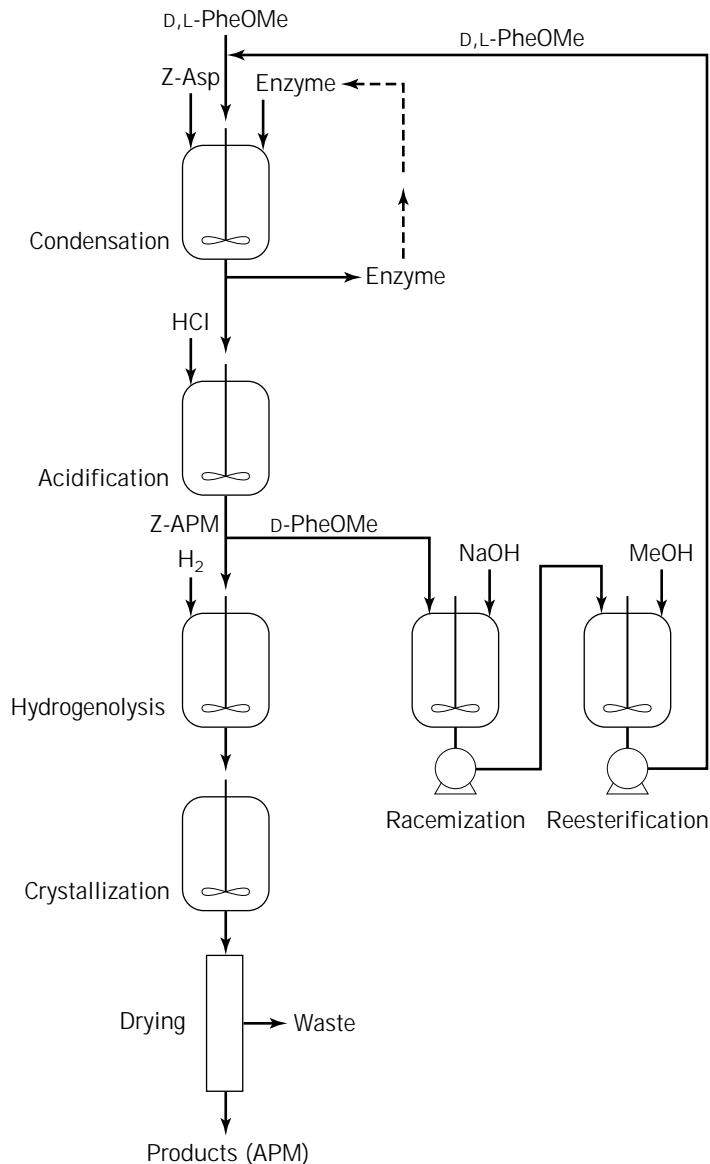 D,L-PheOMe
D,L-PheOMe
Z-Asp
Enzyme
Condensation
Enzyme
HCl
Acidification
Z-APM
D-PheOMe
H₂
NaOH
MeOH
Hydrogenolysis
Racemization
Reesterification
Crystallization
Drying
Waste
Products (APM)